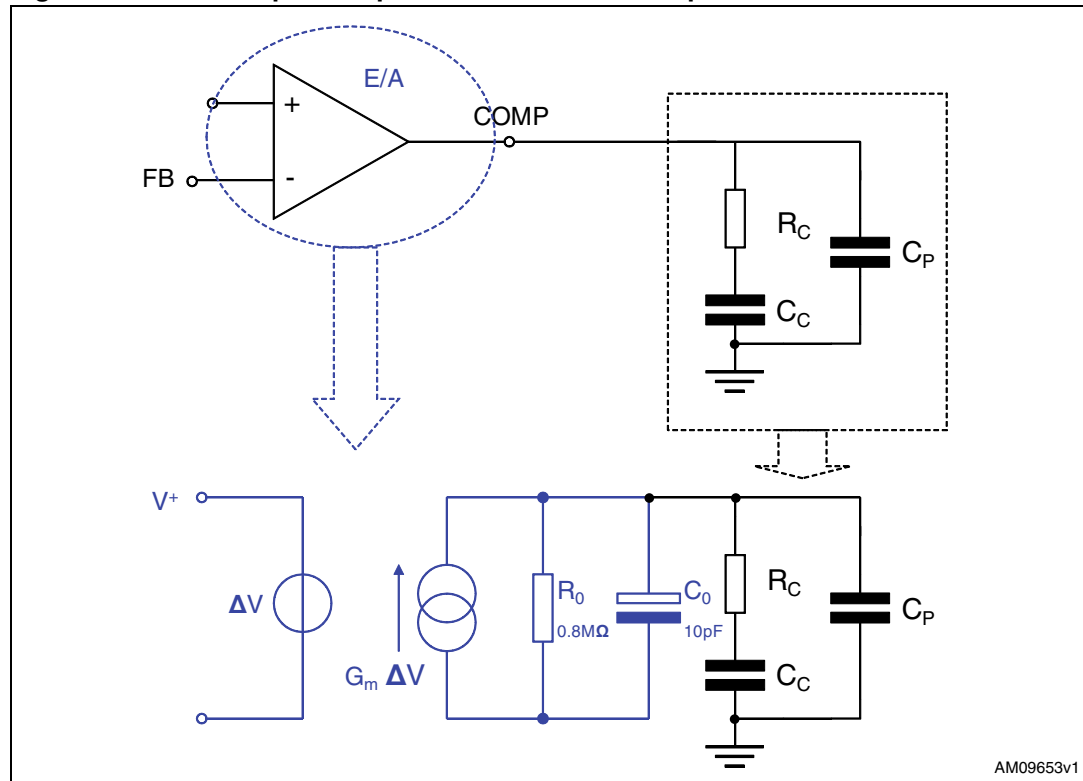 E/A
+
COMP
FB
-
R_C
C_P
C_C
V⁺
ΔV
G_m ΔV
R_0
0.8MΩ
C_0
10pF
R_C
C_P
C_C
AM09653v1